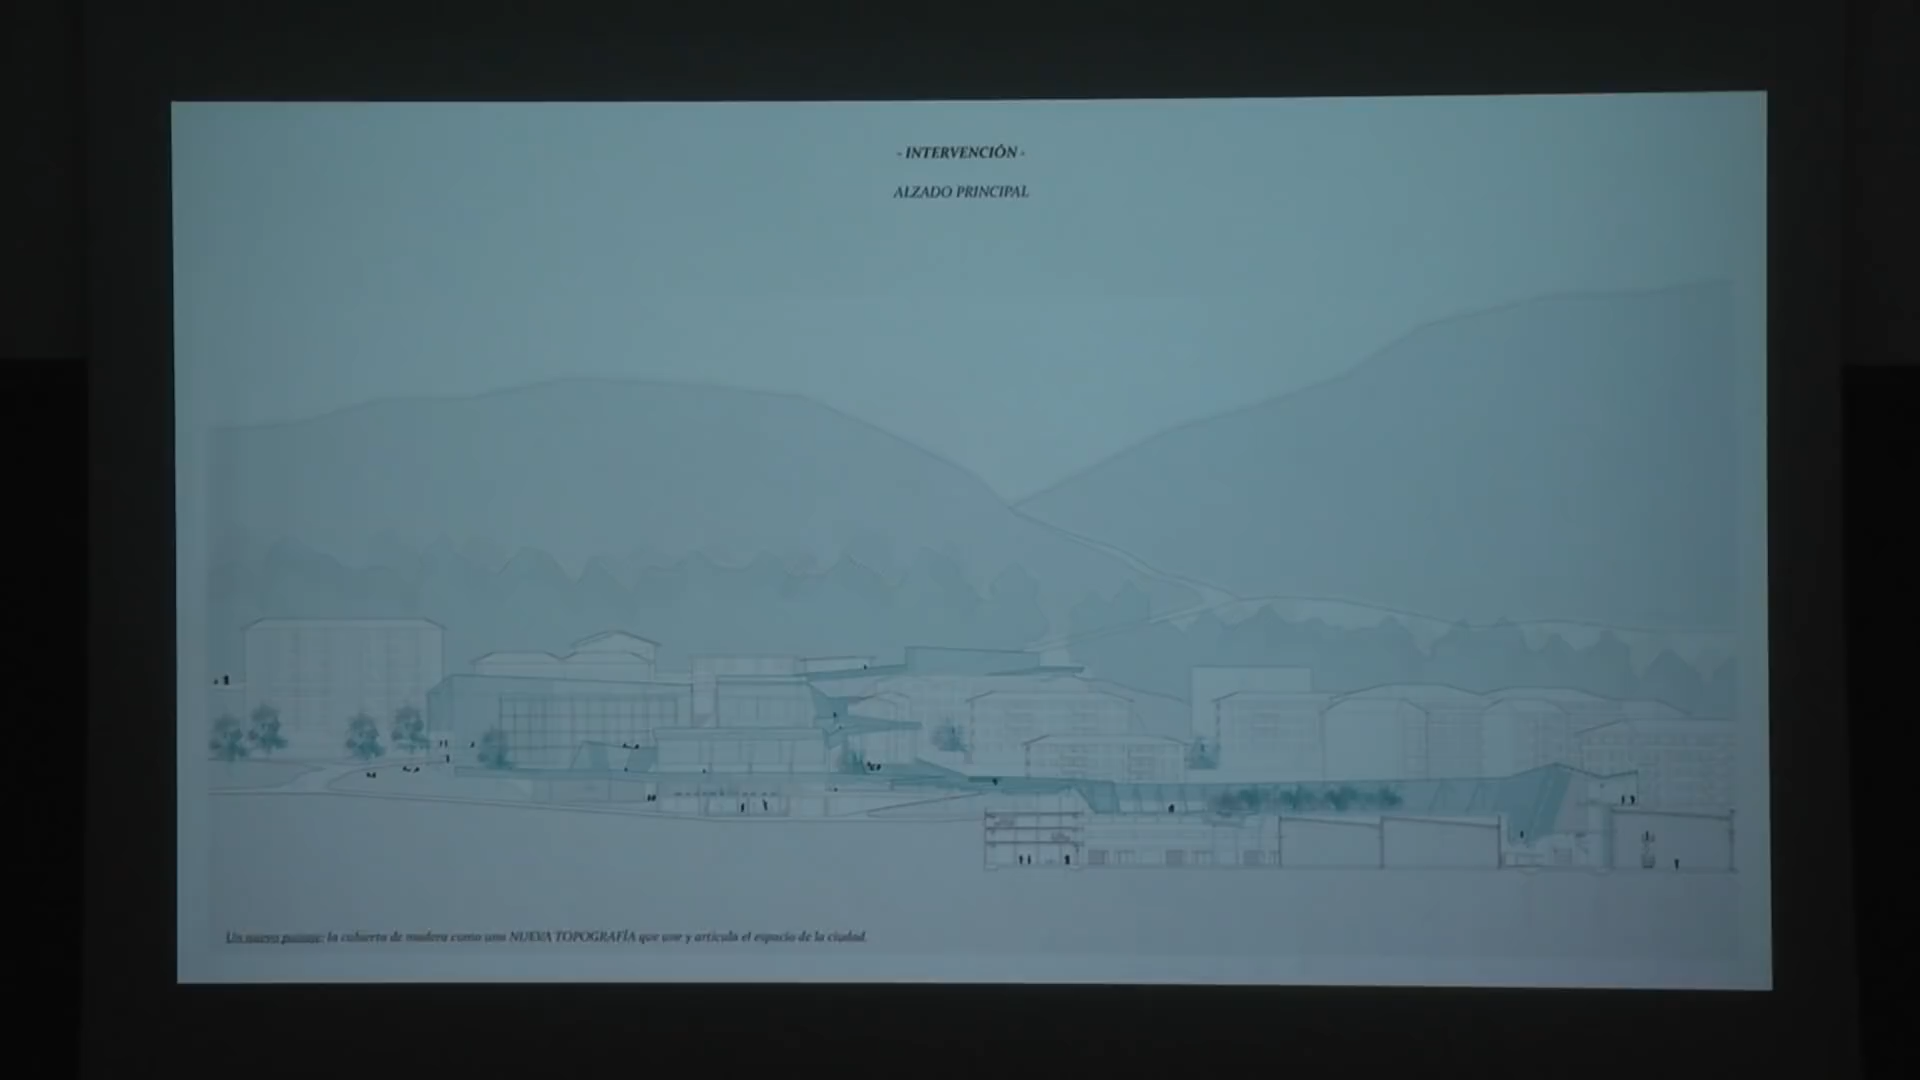 - INTERVENCIÓN -
ALZADO PRINCIPAL
Un nuevo paisaje: la cubierta de madera como una NUEVA TOPOGRAFÍA que une y articula el espacio de la ciudad.